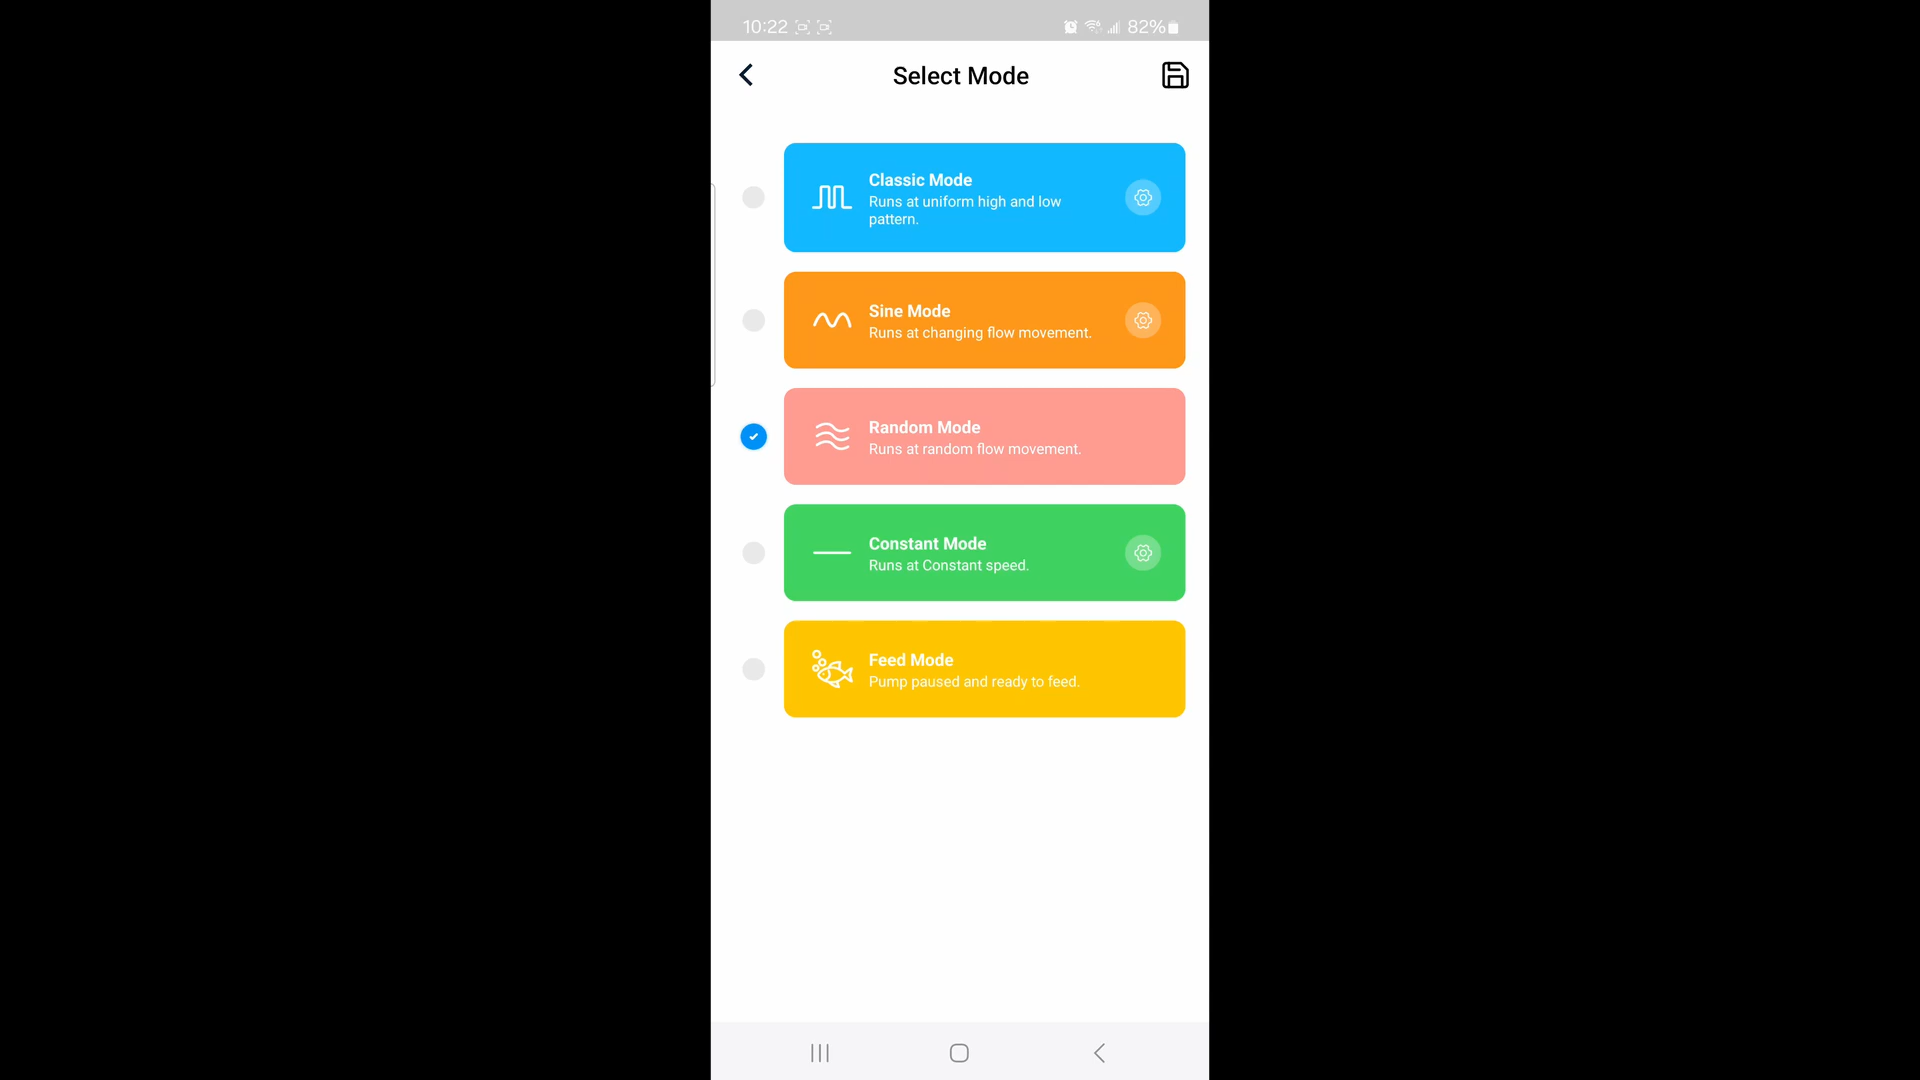 10:22
82%
Select Mode
Classic Mode
Runs at uniform high and low
pattern.
Sine Mode
Runs at changing flow movement.
Random Mode
Runs at random flow movement.
Constant Mode
Runs at Constant speed.
Feed Mode
Pump paused and ready to feed.